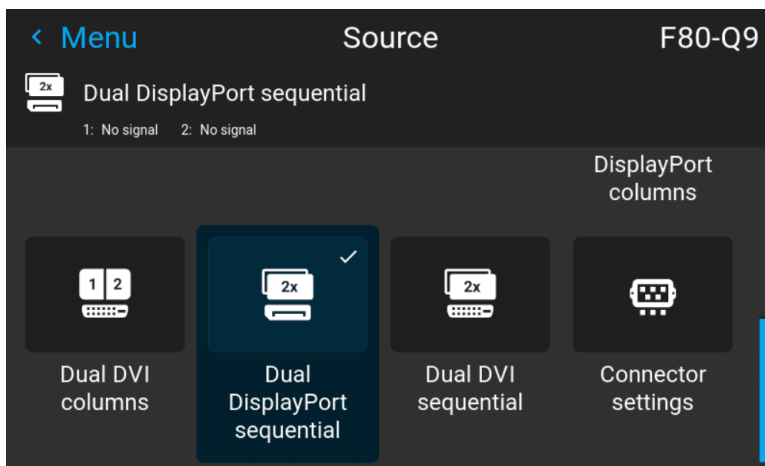 Menu Source F80-Q9
2x
Dual DisplayPort sequential
1: No signal 2: No signal
DisplayPort
columns
1 2 2x 2x
Dual DVI Dual Dual DVI Connector
columns DisplayPort sequential settings
sequential